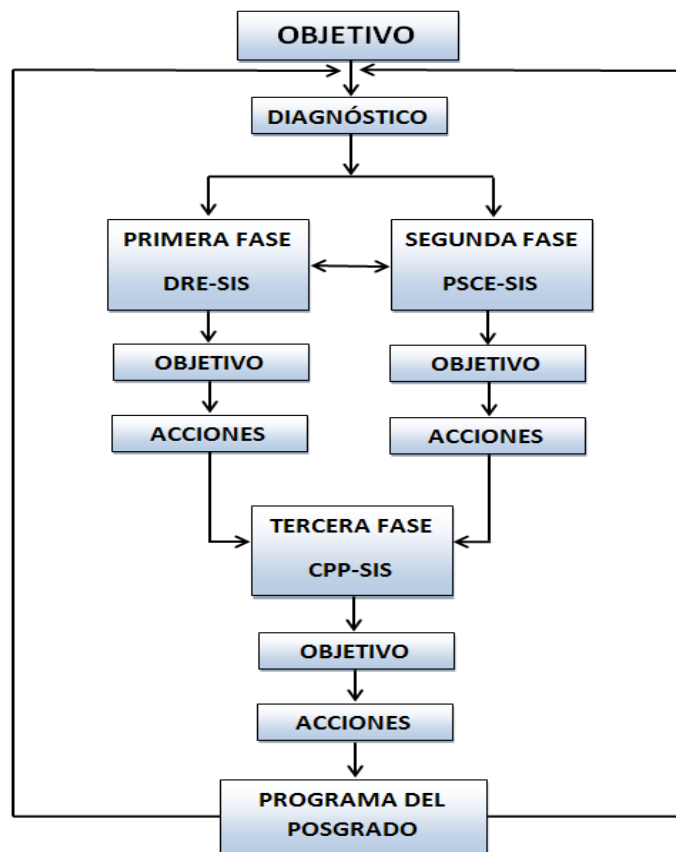 OBJETIVO
DIAGNÓSTICO
PRIMERA FASE
DRE-SIS
SEGUNDA FASE
PSCE-SIS
OBJETIVO
OBJETIVO
ACCIONES
ACCIONES
TERCERA FASE
CPP-SIS
OBJETIVO
ACCIONES
PROGRAMA DEL
POSGRADO